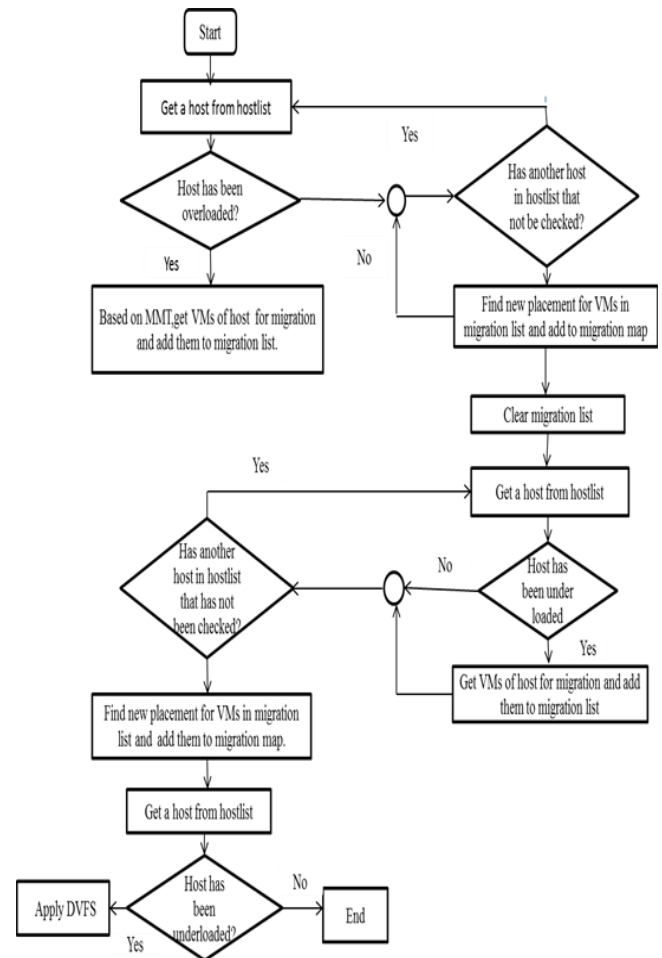 Start
Get a host from hostlist
Yes
Host has been
overloaded?
Has another host
in hostlist that
not be checked?
No
Yes
Based on MMT,get VMs of host for migration
and add them to migration list.
Find new placement for VMs in
migration list and add to migration map
Clear migration list
Yes
Get a host from hostlist
Has another
host in hostlist
that has not
been checked?
No
Host has
been under
loaded
Yes
Get VMs of host for migration and add
them to migration list
Find new placement for VMs in migration
list and add them to migration map.
Get a host from hostlist
Host has
been
underloaded?
No
Apply DVFS
End
Yes